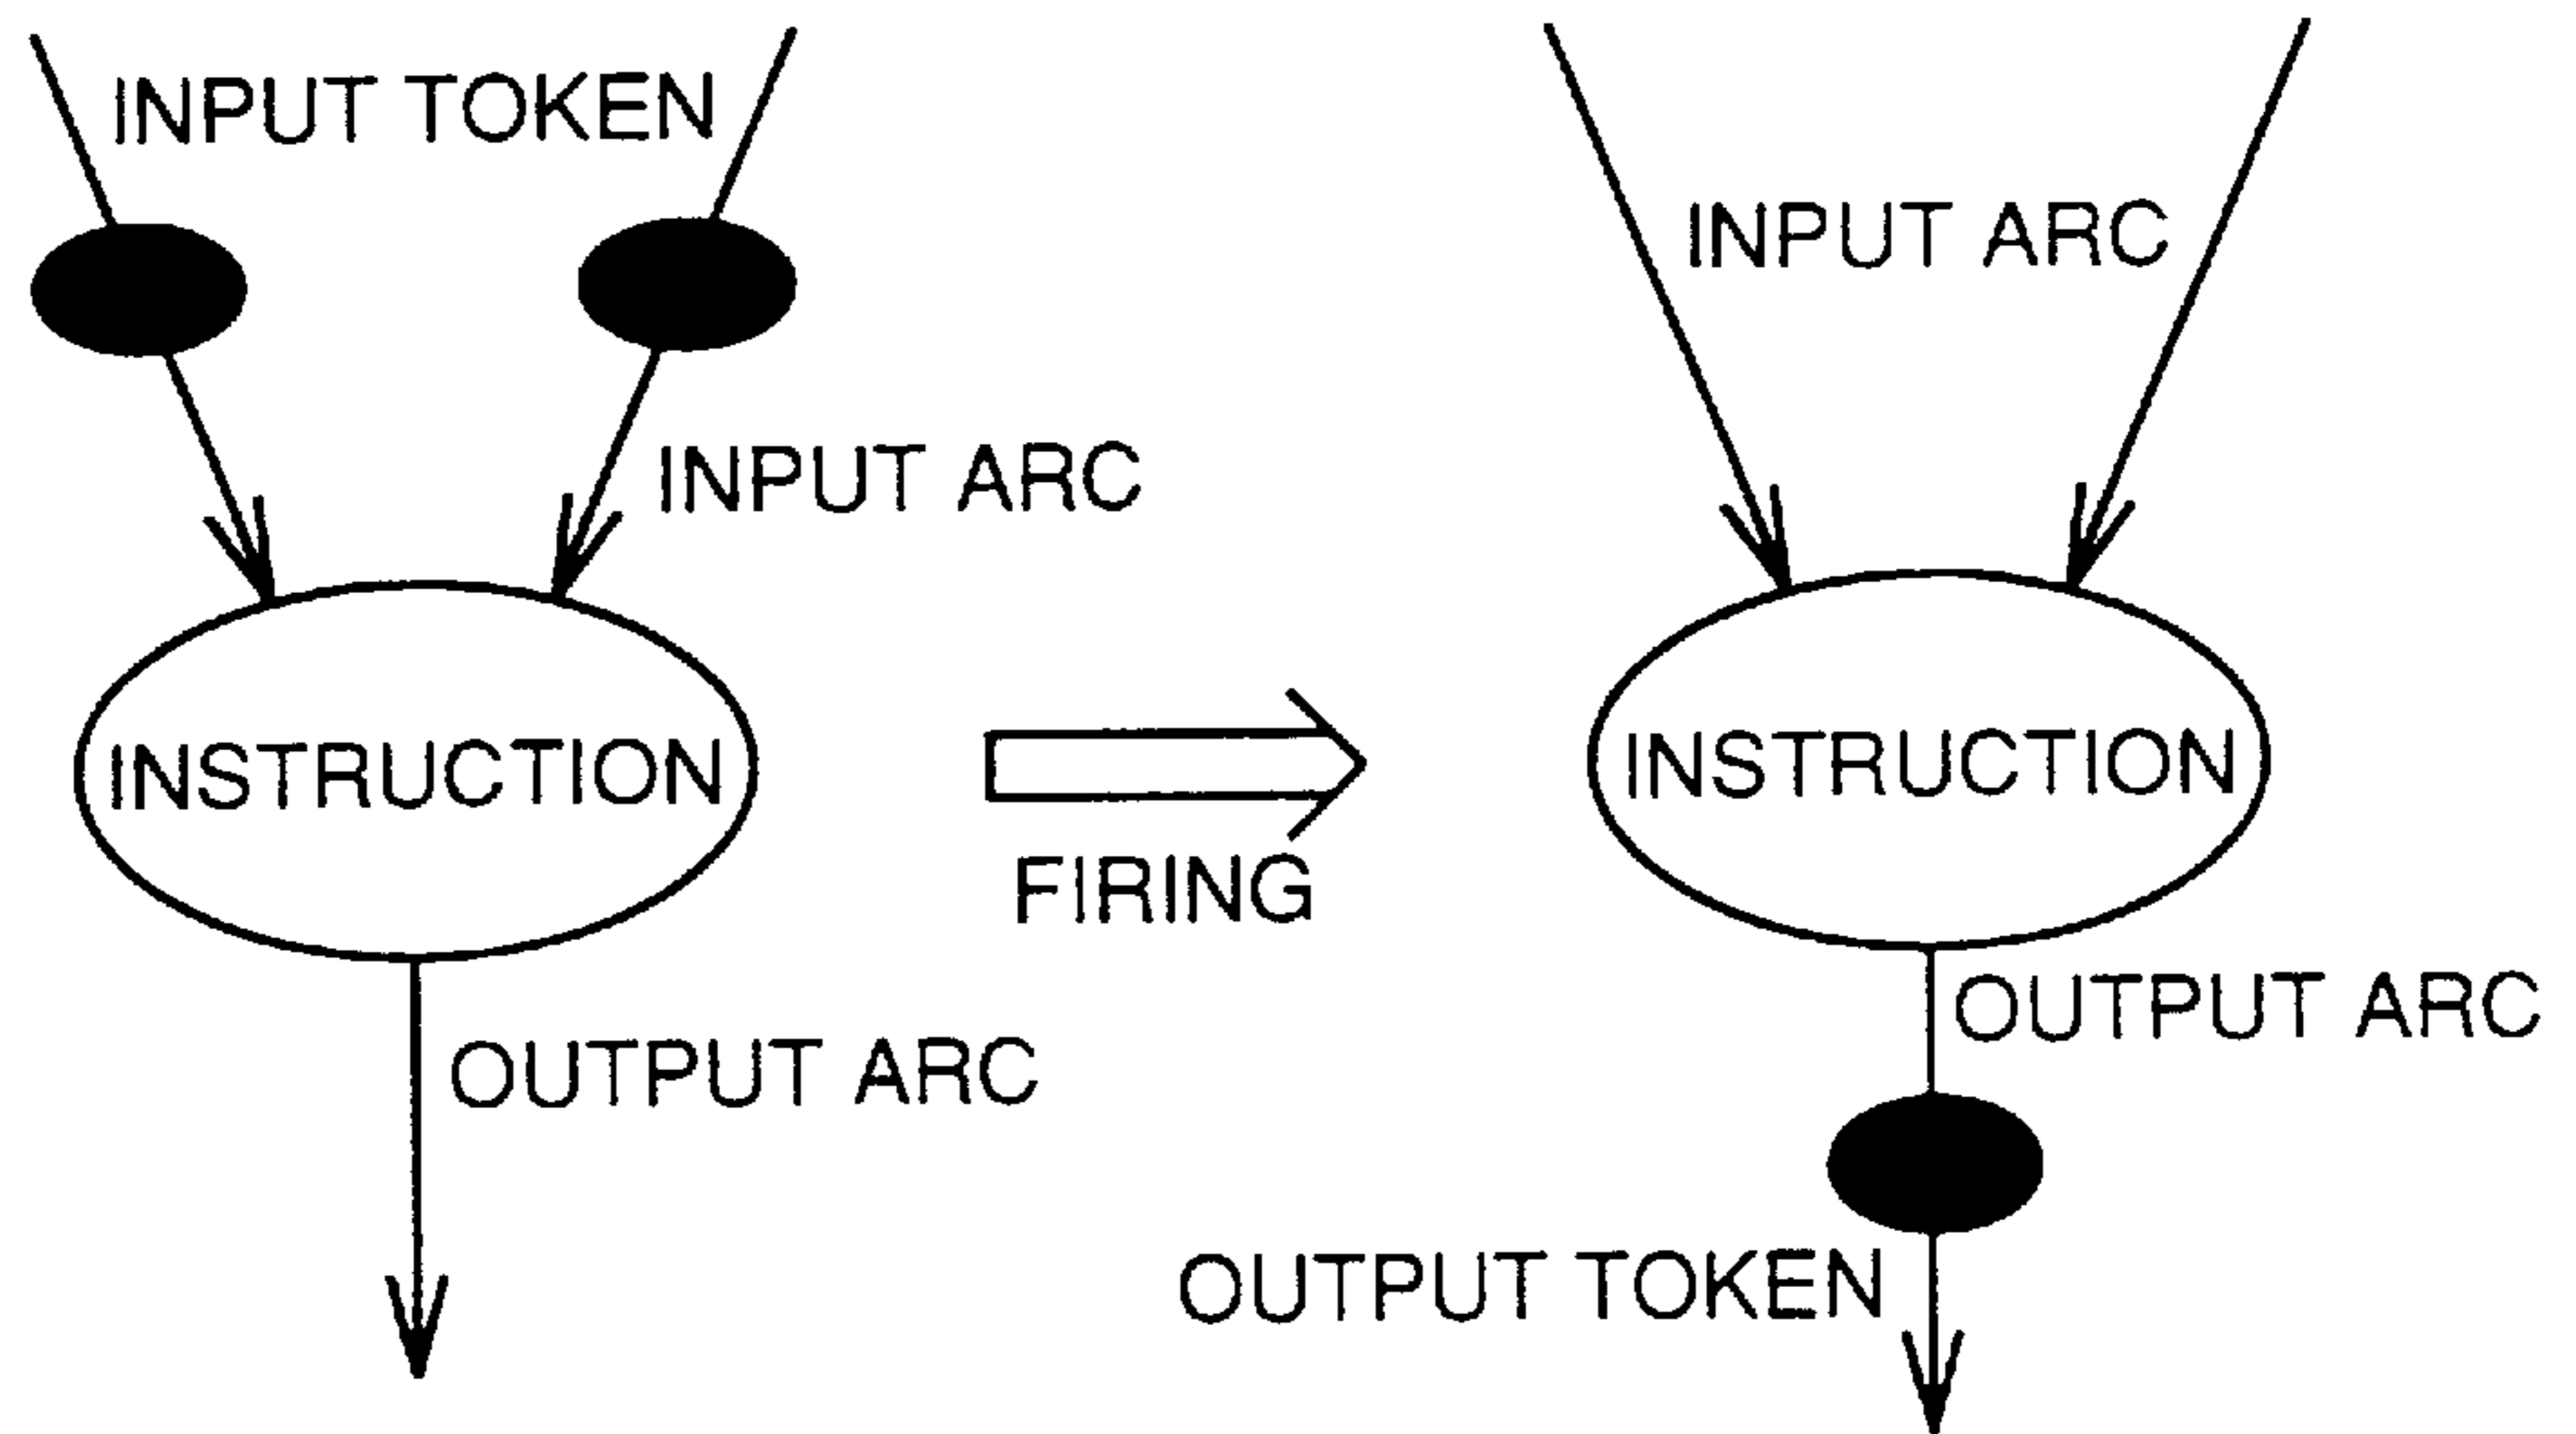 INPUT TOKEN
INPUT ARC
INSTRUCTION
OUTPUT ARC
FIRING
INPUT ARC
INSTRUCTION
OUTPUT ARC
OUTPUT TOKEN